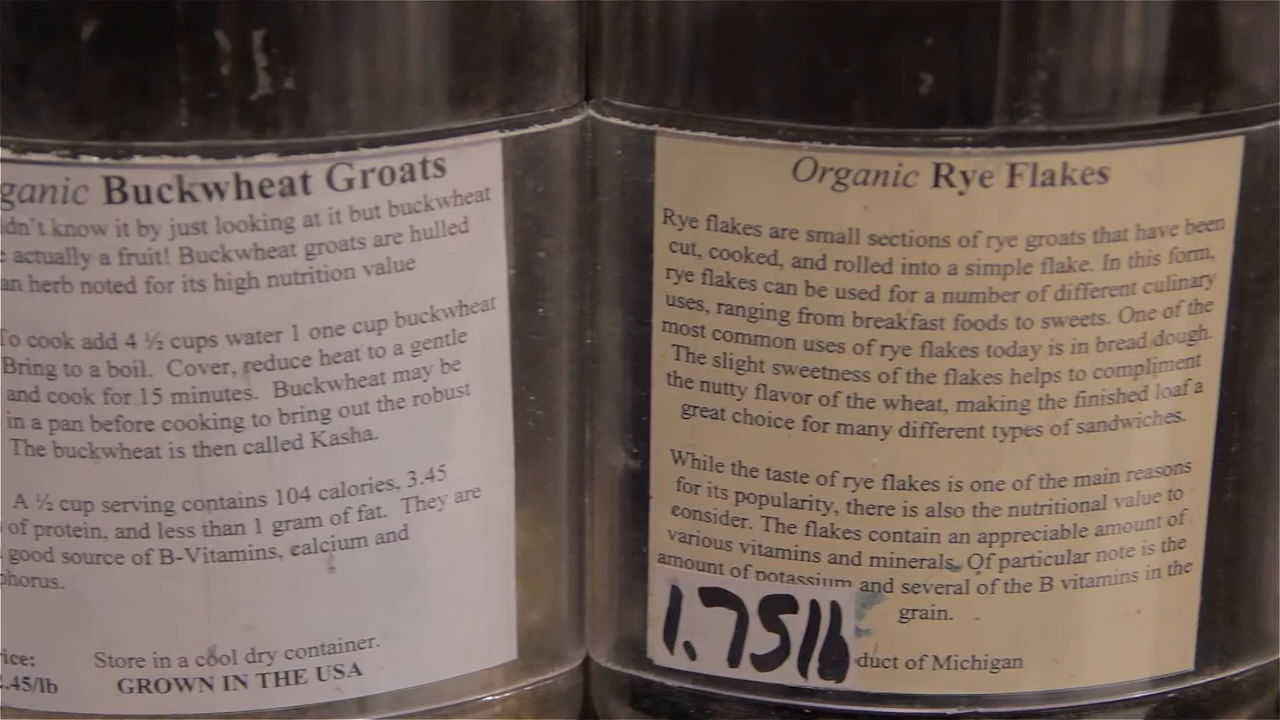 ganic Buckwheat Groats
dn't know it by just looking at it but buckwheat
actually a fruit! Buckwheat groats are hulled
an herb noted for its high nutrition value
To cook add 4 ½ cups water 1 one cup buckwheat
Bring to a boil. Cover, reduce heat to a gentle
and cook for 15 minutes. Buckwheat may be
in a pan before cooking to bring out the robust
The buckwheat is then called Kasha.
A ½ cup serving contains 104 calories, 3.45
of protein, and less than 1 gram of fat. They are
good source of B-Vitamins, calcium and
phorus.
Store in a cool dry container.
ice:
.45/lb
GROWN IN THE USA
Organic Rye Flakes
Rye flakes are small sections of rye groats that have been
cut, cooked, and rolled into a simple flake. In this form,
rye flakes can be used for a number of different culinary
uses, ranging from breakfast foods to sweets. One of the
most common uses of rye flakes today is in bread dough.
The slight sweetness of the flakes helps to compliment
the nutty flavor of the wheat, making the finished loaf a
great choice for many different types of sandwiches.
While the taste of rye flakes is one of the main reasons
for its popularity, there is also the nutritional value to
consider. The flakes contain an appreciable amount of
various vitamins and minerals. Of particular note is the
amount of potassium and several of the B vitamins in the
grain.
1.75lb
duct of Michigan